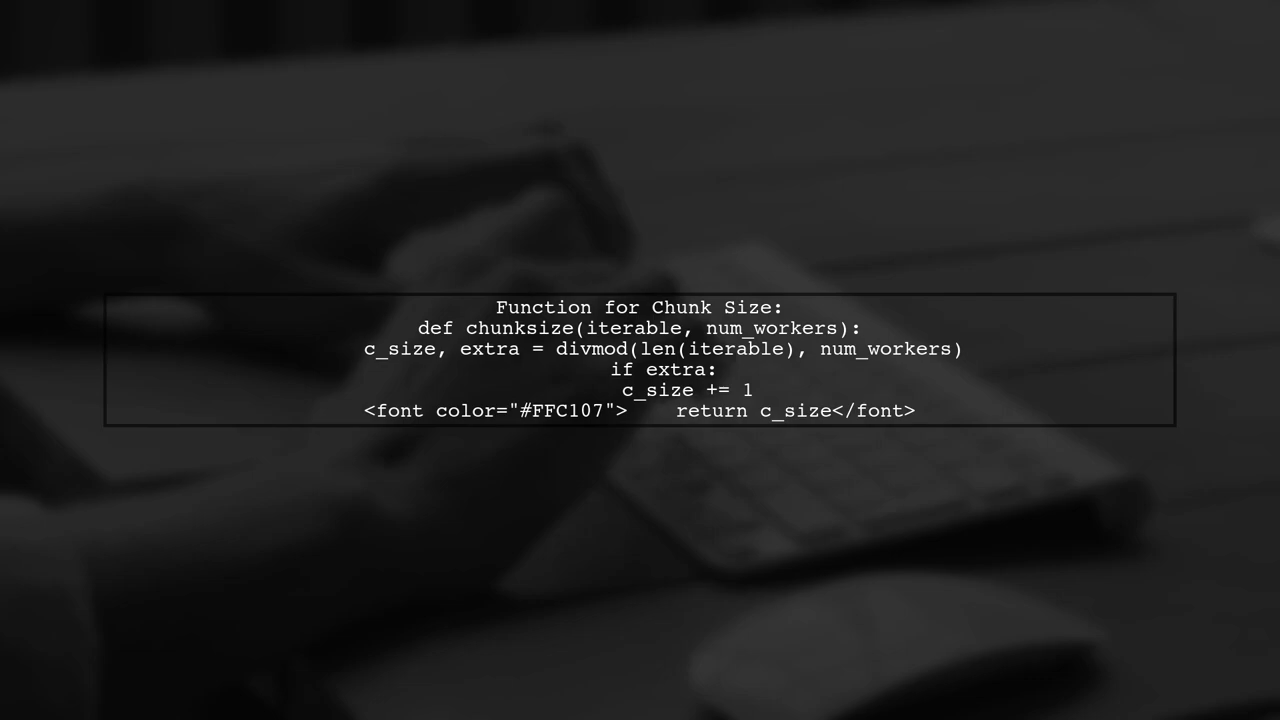 Function for Chunk Size:
def chunksize(iterable, num_workers):
c_size, extra = divmod(len(iterable), num_workers)
if extra:
c_size += 1
<font color="#FFC107">    return c_size</font>